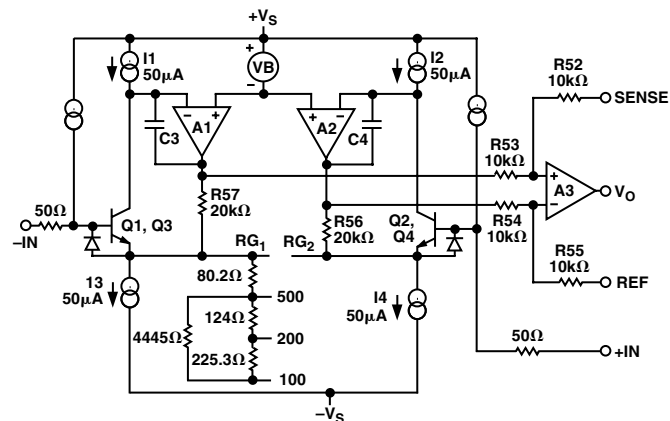 +VS
I1
50µA
+
VB
−
I2
50µA
R52
10kΩ
SENSE
−
+
A1
C3
+
−
A2
C4
R53
10kΩ
+
A3
−
VO
R57
20kΩ
R54
10kΩ
50Ω
−IN
Q1, Q3
R56
20kΩ
Q2,
Q4
R55
10kΩ
REF
RG1
RG2
80.2Ω
13
50µA
I4
50µA
500
4445Ω
124Ω
200
225.3Ω
100
50Ω
+IN
−VS